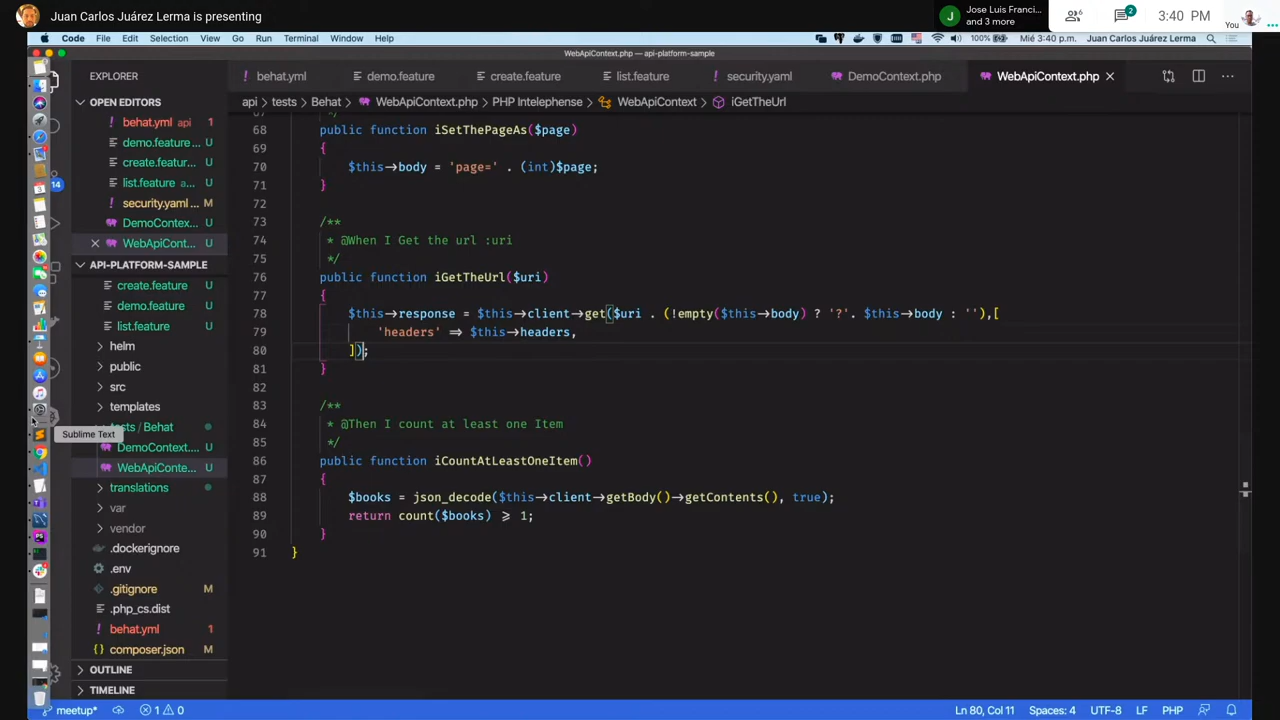 Juan Carlos Juárez Lerma is presenting
Jose Luis Franci...
and 3 more
J
2
3:40 PM
You
Code File Edit Selection View Go Run Terminal Window Help
100%
Mié 3:40 p.m.
Juan Carlos Juárez Lerma
WebApiContext.php — api-platform-sample
EXPLORER
behat.yml
demo.feature
create.feature
list.feature
security.yaml
DemoContext.php
WebApiContext.php
OPEN EDITORS
api > tests > Behat > WebApiContext.php > PHP Intelephense > WebApiContext > iGetTheUrl
behat.yml api 1
demo.feature ... U
create.featur... U
list.feature a... U
security.yaml ... M
DemoContex... U
WebApiCont... U
14
API-PLATFORM-SAMPLE
create.feature U
demo.feature U
list.feature U
helm
public
src
templates
tests / Behat
Sublime Text
DemoContext.... U
WebApiConte... U
translations
var
vendor
.dockerignore
.env
.gitignore M
.php_cs.dist
behat.yml 1
composer.json M
OUTLINE
TIMELINE
68 public function iSetThePageAs($page)
69 {
70 $this→body = 'page=' . (int)$page;
71 }
72
73 /**
74 * @When I Get the url :uri
75 */
76 public function iGetTheUrl($uri)
77 {
78 $this→response = $this→client→get($uri . (!empty($this→body) ? '?'. $this→body : ''),[
79 'headers' ⇒ $this→headers,
80 ]);
81 }
82
83 /**
84 * @Then I count at least one Item
85 */
86 public function iCountAtLeastOneItem()
87 {
88 $books = json_decode($this→client→getBody()→getContents(), true);
89 return count($books) ⩾ 1;
90 }
91 }
meetup* 1 0
Ln 80, Col 11 Spaces: 4 UTF-8 LF PHP